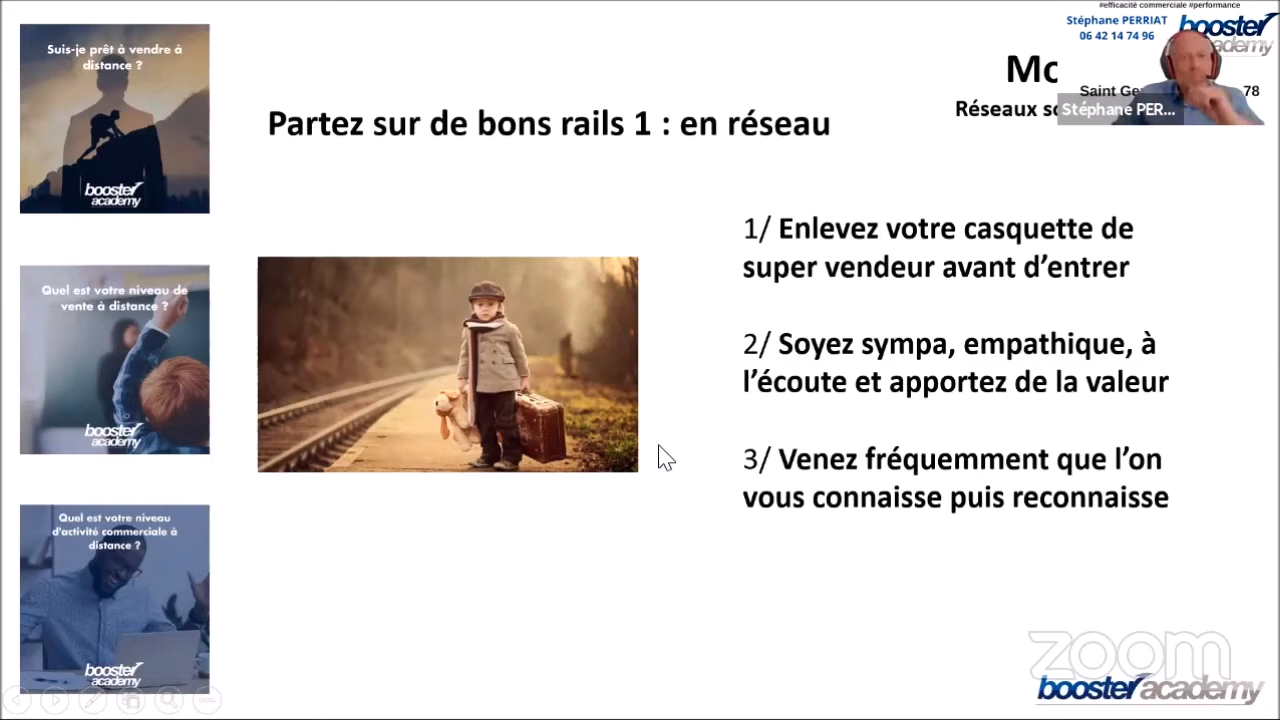 #efficacité commerciale #performance
Stéphane PERRIAT
06 42 14 74 96
booster
academy
Saint Ge
78
Stéphane PER...
Mc
Réseaux so
Partez sur de bons rails 1 : en réseau
Suis-je prêt à vendre à
distance ?
booster
academy
Quel est votre niveau de
vente à distance ?
booster
academy
Quel est votre niveau
d'activité commerciale à
distance ?
booster
academy
1/ Enlevez votre casquette de
super vendeur avant d’entrer
2/ Soyez sympa, empathique, à
l’écoute et apportez de la valeur
3/ Venez fréquemment que l’on
vous connaisse puis reconnaisse
zoom
boosteracademy